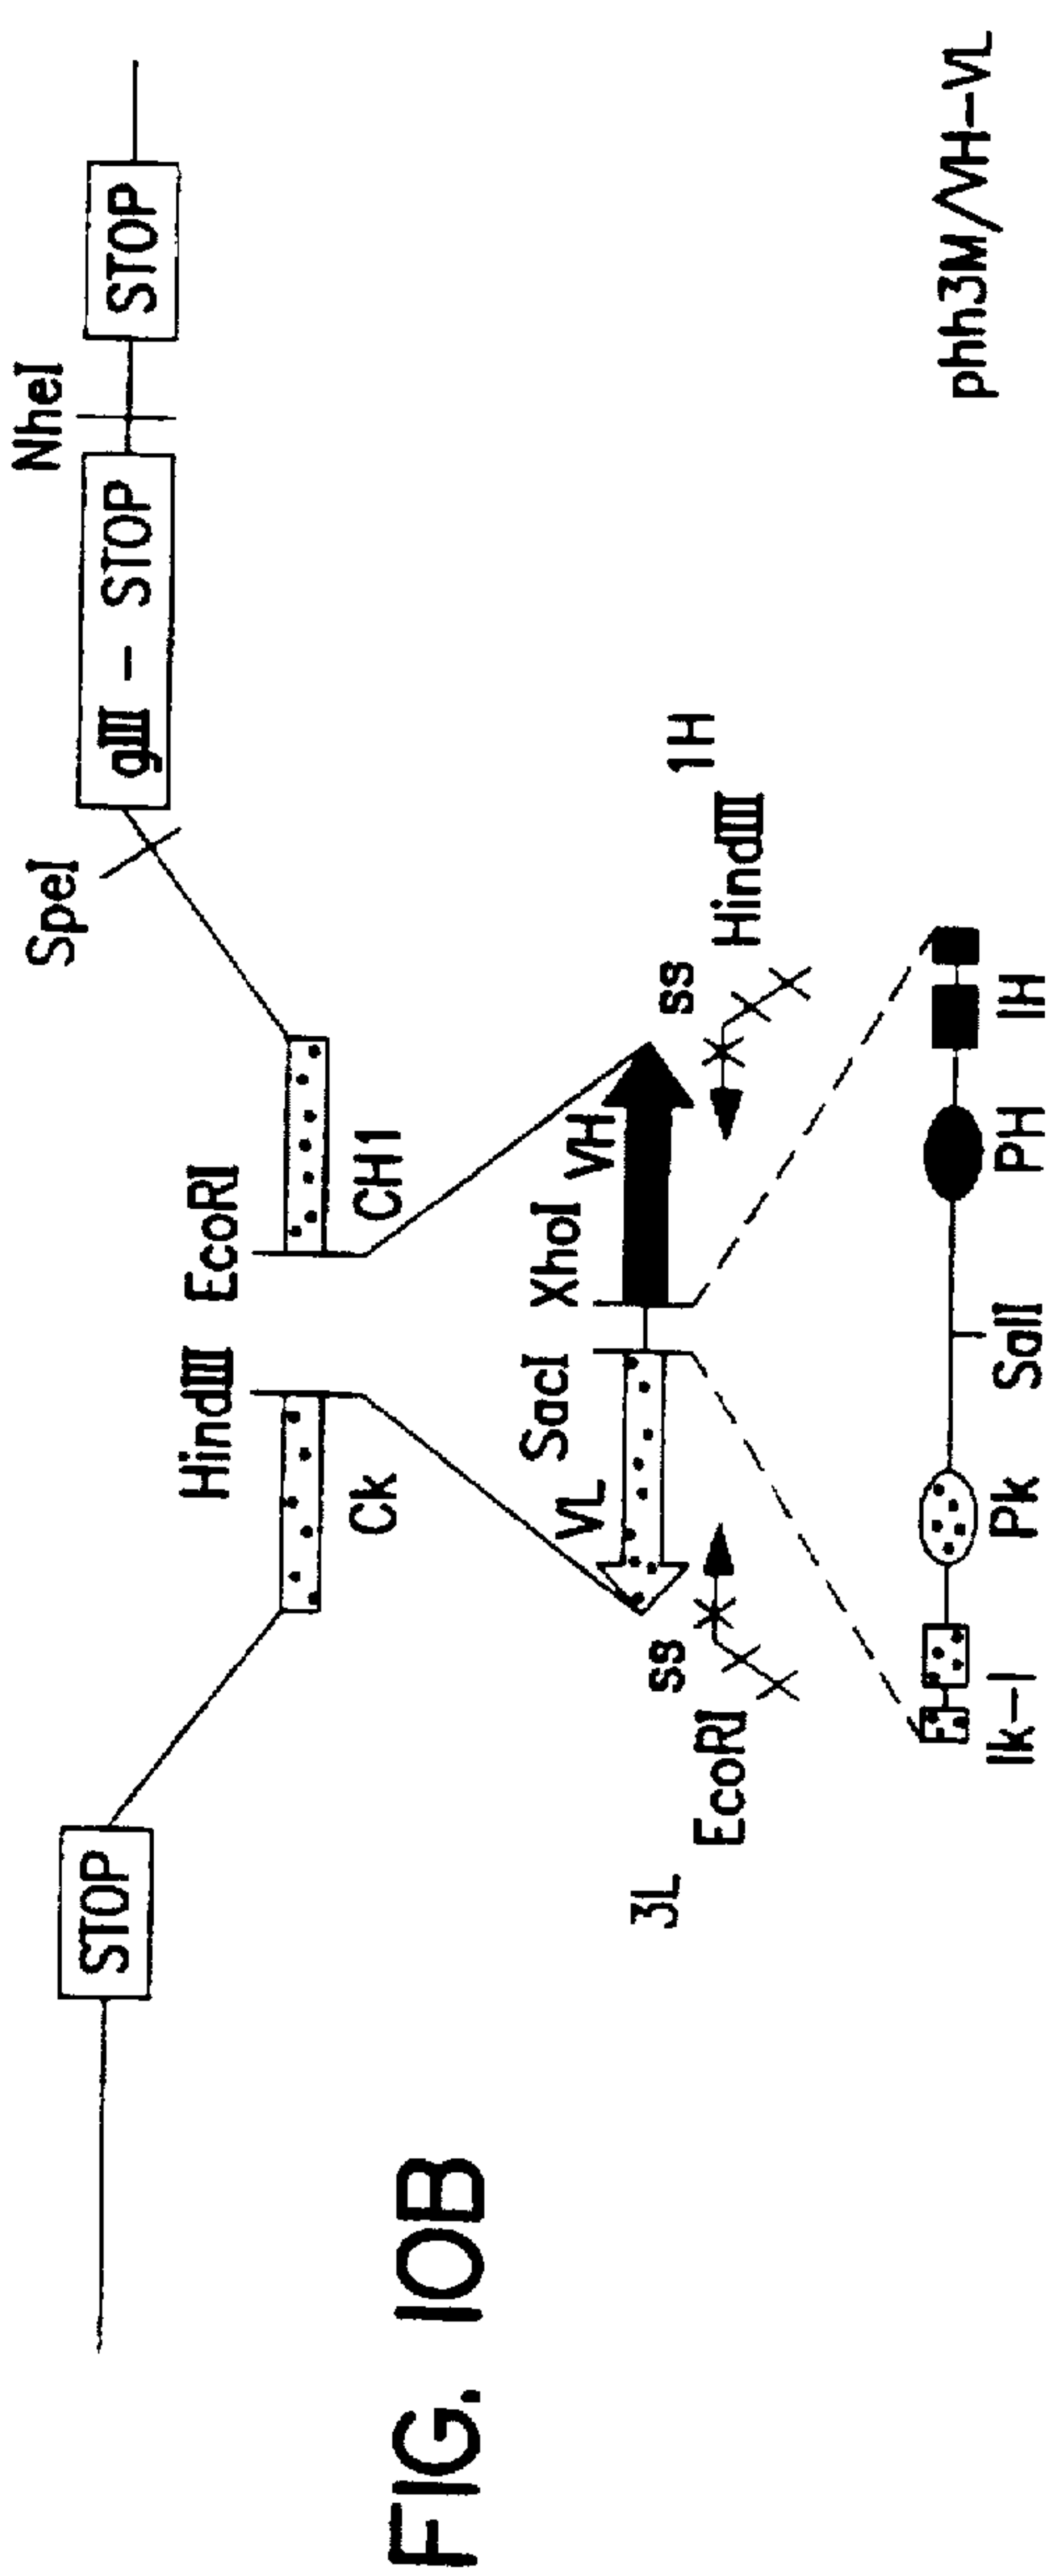 STOP
SpeI
gIII - STOP
NheI
STOP
HindIII
EcoRI
Ck
CH1
SacI
XhoI
VL
VH
3L
ss
ss
1H
EcoRI
HindIII
Ik-I
Pk
SalI
PH
IH
phh3M/VH-VL
FIG. 10B